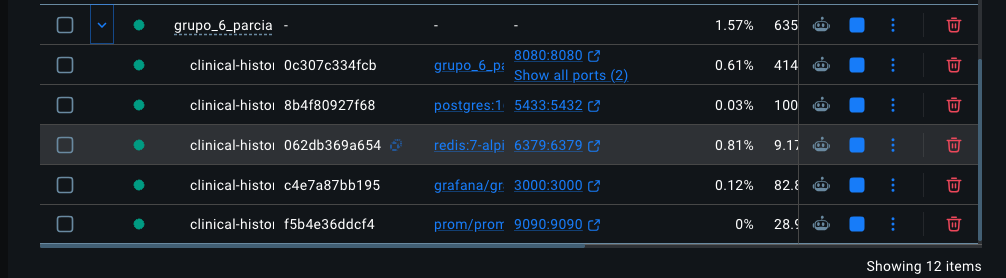 grupo_6_parcia - - - 1.57% 635
clinical-histor 0c307c334fcb grupo_6_pa 8080:8080 0.61% 414
Show all ports (2)
clinical-histor 8b4f80927f68 postgres:1 5433:5432 0.03% 100
clinical-histor 062db369a654 redis:7-alpi 6379:6379 0.81% 9.17
clinical-histor c4e7a87bb195 grafana/gr 3000:3000 0.12% 82.8
clinical-histor f5b4e36ddcf4 prom/prom 9090:9090 0% 28.9
Showing 12 items